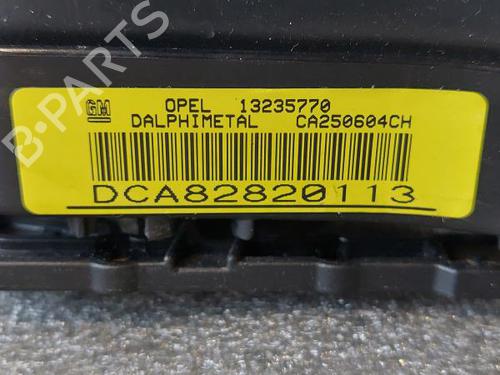 B-PARTS
GM OPEL 13235770
DALPHIMETAL CA250604CH
DCA82820113